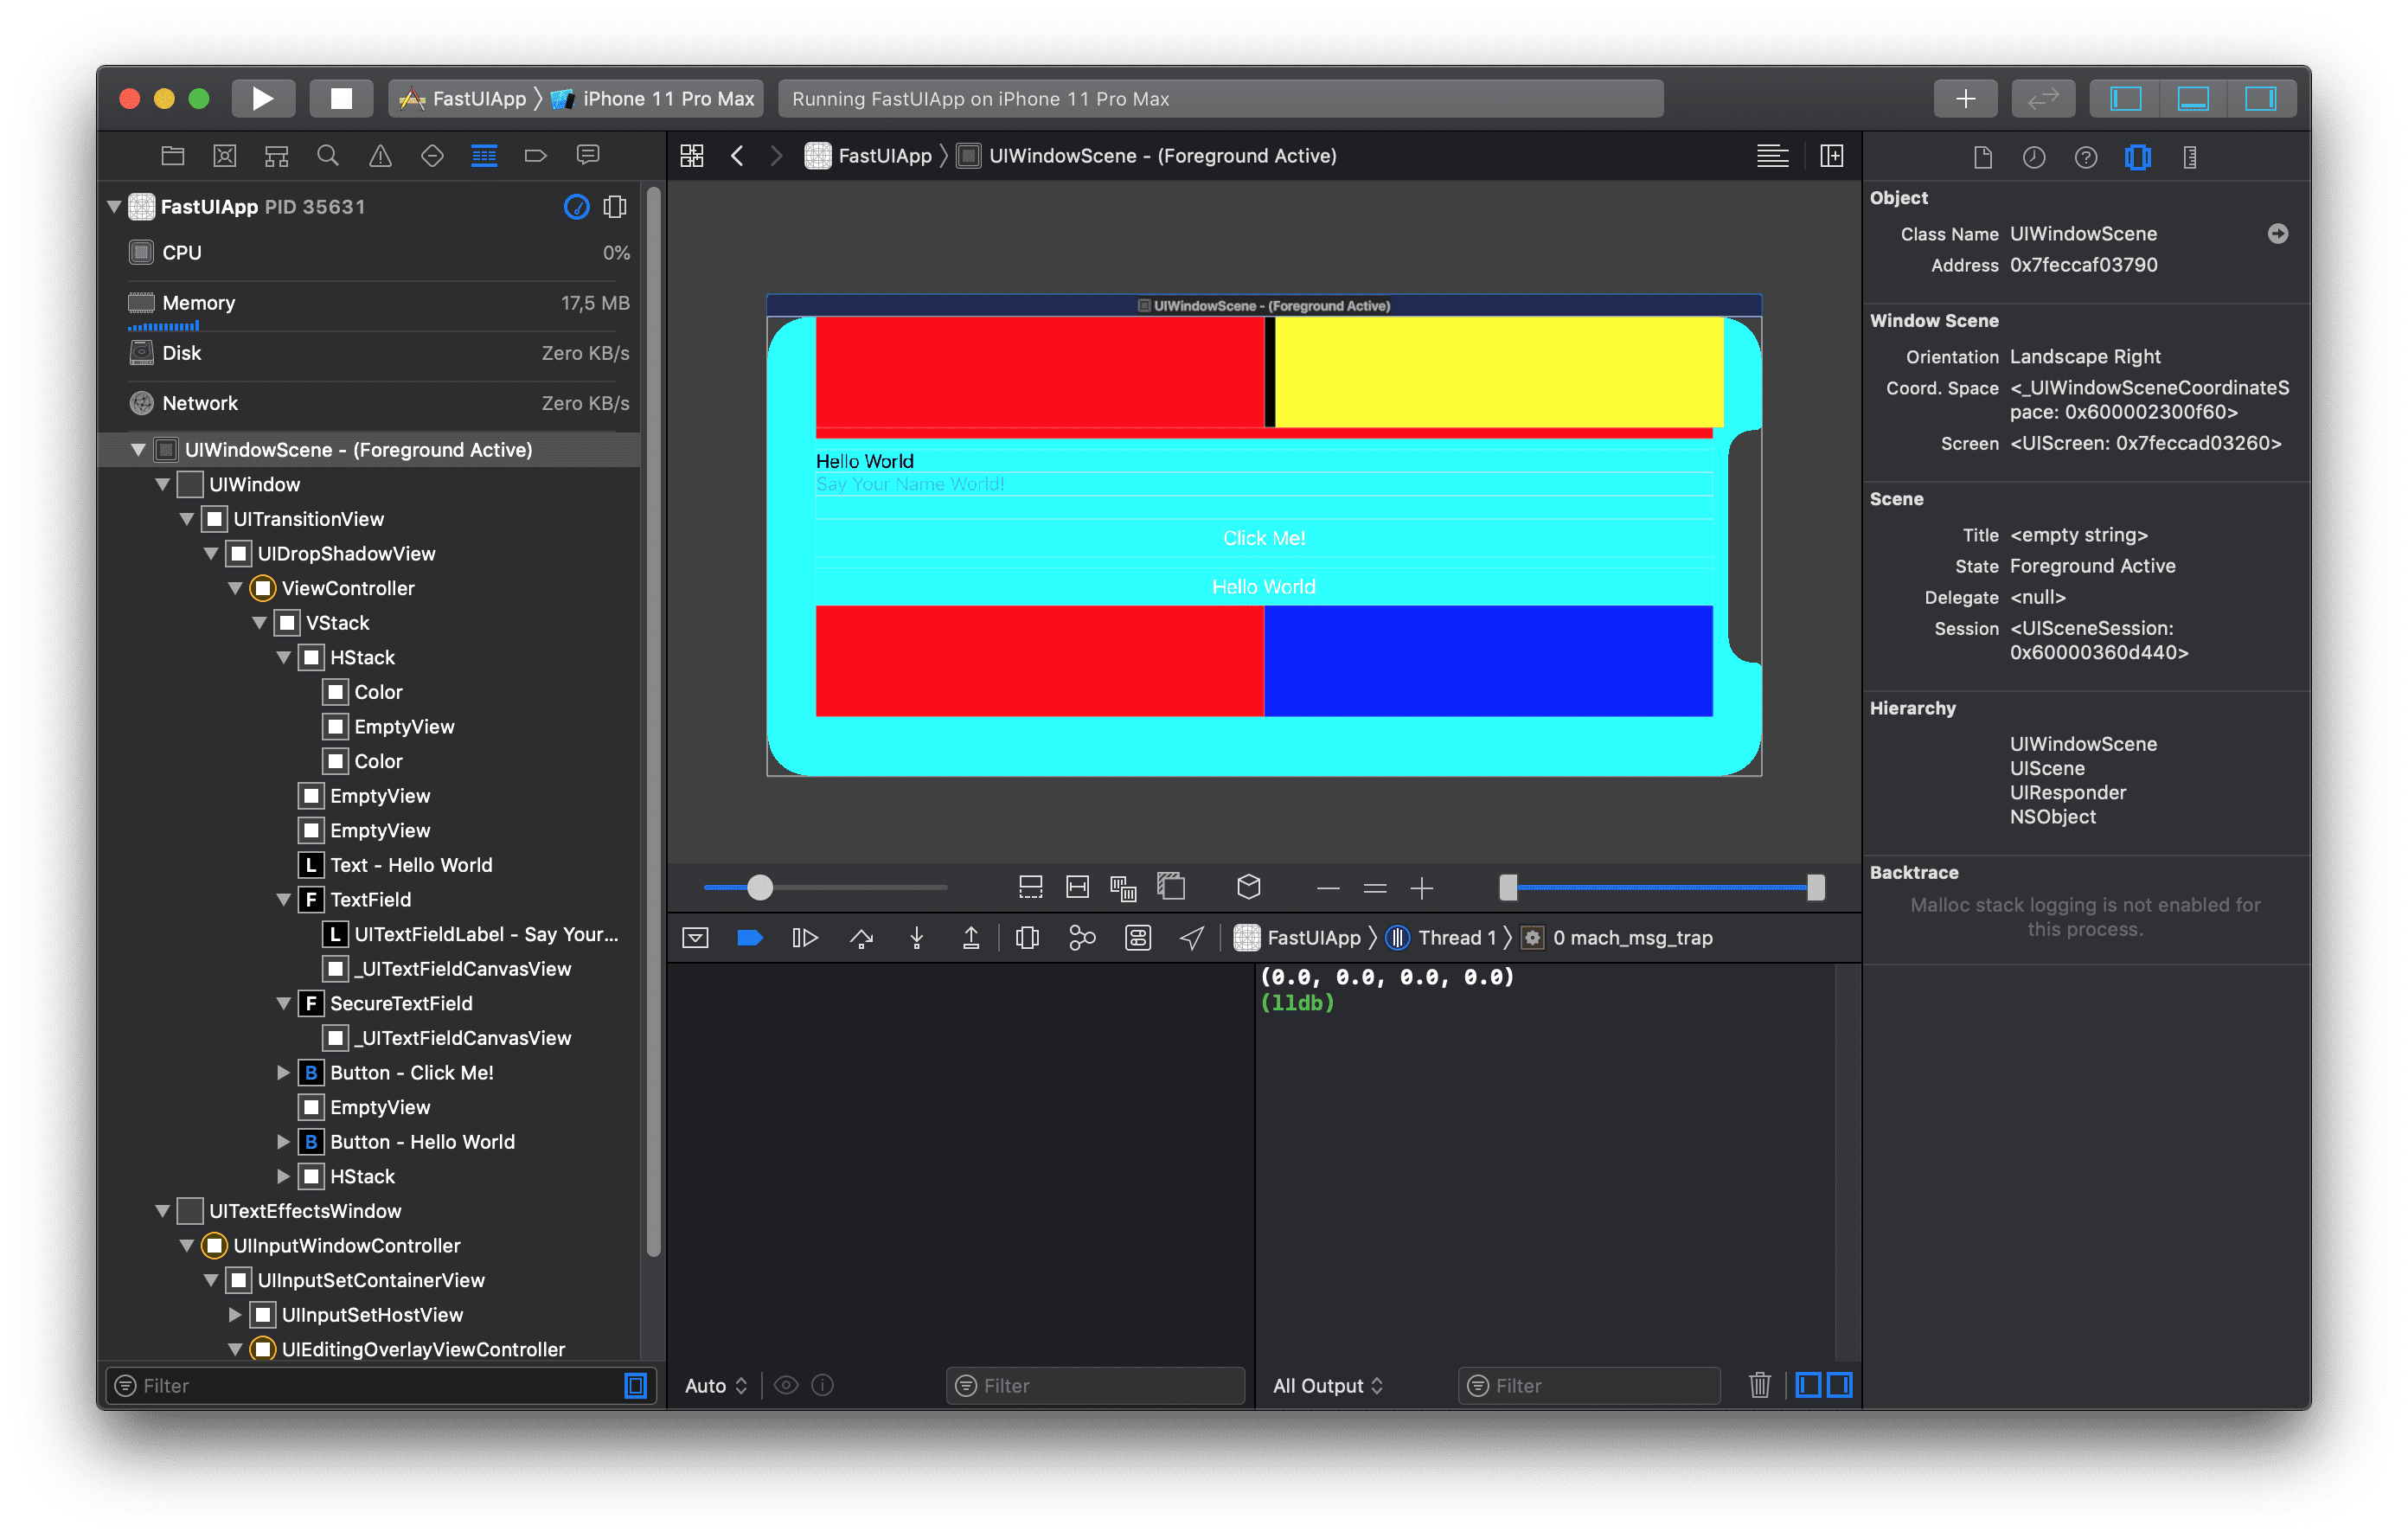 FastUIApp 〉 iPhone 11 Pro Max
Running FastUIApp on iPhone 11 Pro Max
FastUIApp PID 35631
CPU 0%
Memory 17,5 MB
Disk Zero KB/s
Network Zero KB/s
UIWindowScene - (Foreground Active)
UIWindow
UITransitionView
UIDropShadowView
ViewController
VStack
HStack
Color
EmptyView
Color
EmptyView
EmptyView
L Text - Hello World
F TextField
L UITextFieldLabel - Say Your...
_UITextFieldCanvasView
F SecureTextField
_UITextFieldCanvasView
B Button - Click Me!
EmptyView
B Button - Hello World
HStack
UITextEffectsWindow
UIInputWindowController
UIInputSetContainerView
UIInputSetHostView
UIEditingOverlayViewController
Filter
FastUIApp 〉 UIWindowScene - (Foreground Active)
UIWindowScene - (Foreground Active)
Hello World
Say Your Name World!
Click Me!
Hello World
FastUIApp 〉 Thread 1 〉 0 mach_msg_trap
(0.0, 0.0, 0.0, 0.0)
(lldb)
Auto
Filter
All Output
Filter
Object
Class Name UIWindowScene
Address 0x7feccaf03790
Window Scene
Orientation Landscape Right
Coord. Space <_UIWindowSceneCoordinateS
pace: 0x600002300f60>
Screen <UIScreen: 0x7feccad03260>
Scene
Title <empty string>
State Foreground Active
Delegate <null>
Session <UISceneSession:
0x60000360d440>
Hierarchy
UIWindowScene
UIScene
UIResponder
NSObject
Backtrace
Malloc stack logging is not enabled for
this process.